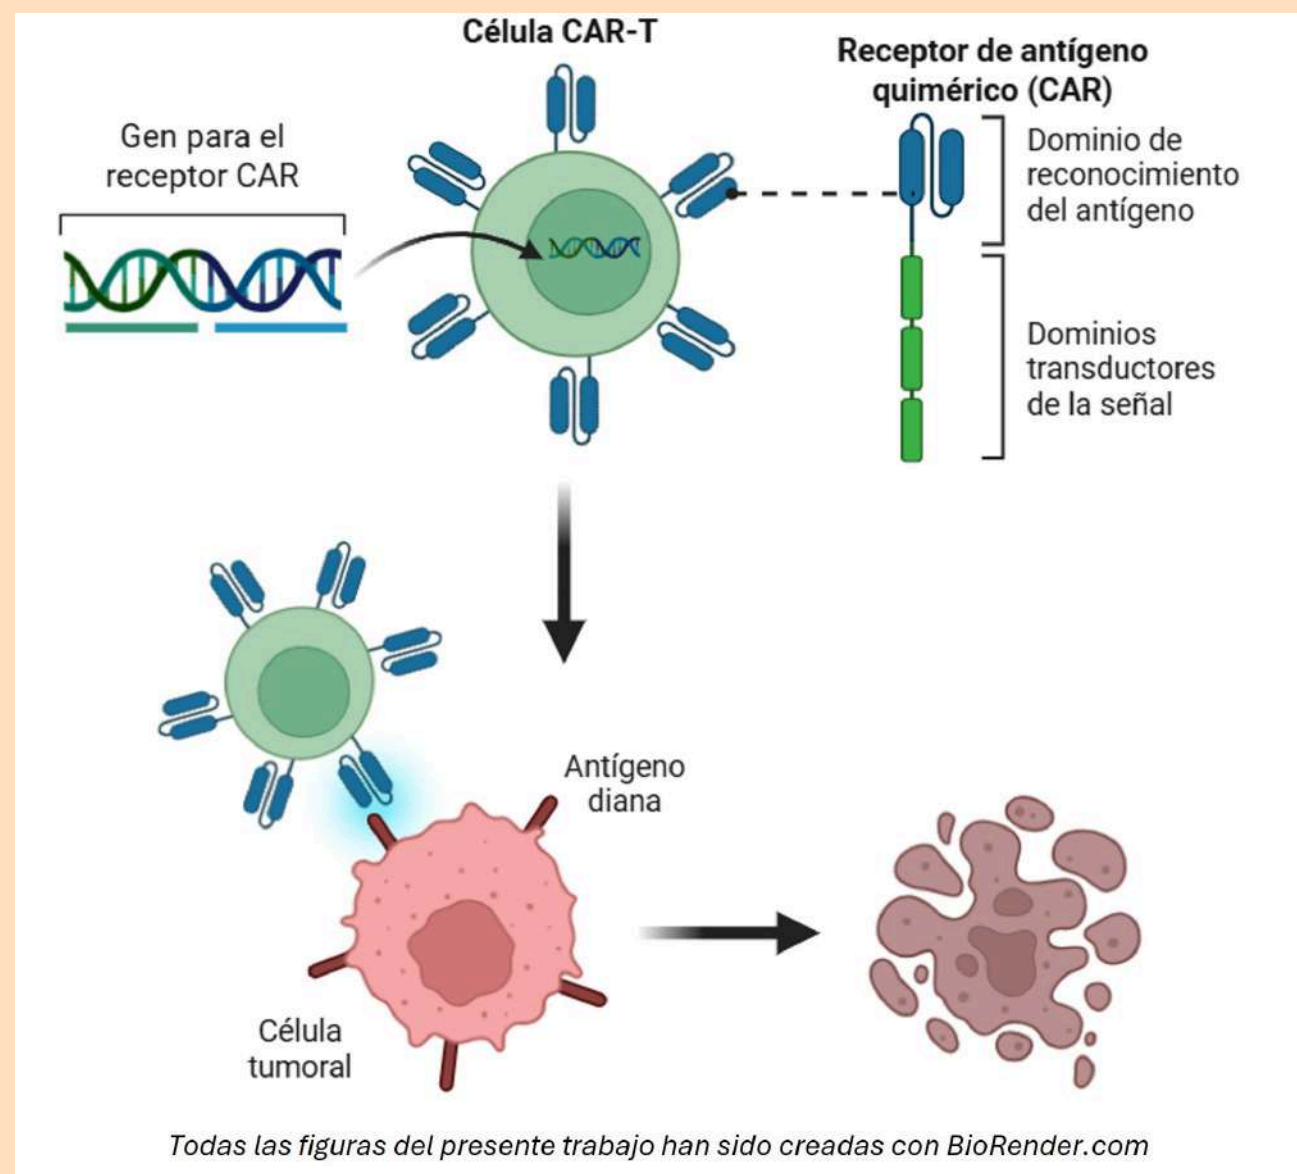 Célula CAR-T
Receptor de antígeno
quimérico (CAR)
Gen para el
receptor CAR
Dominio de
reconocimiento
del antígeno
Dominios
transductores
de la señal
Antígeno
diana
Célula
tumoral
Todas las figuras del presente trabajo han sido creadas con BioRender.com